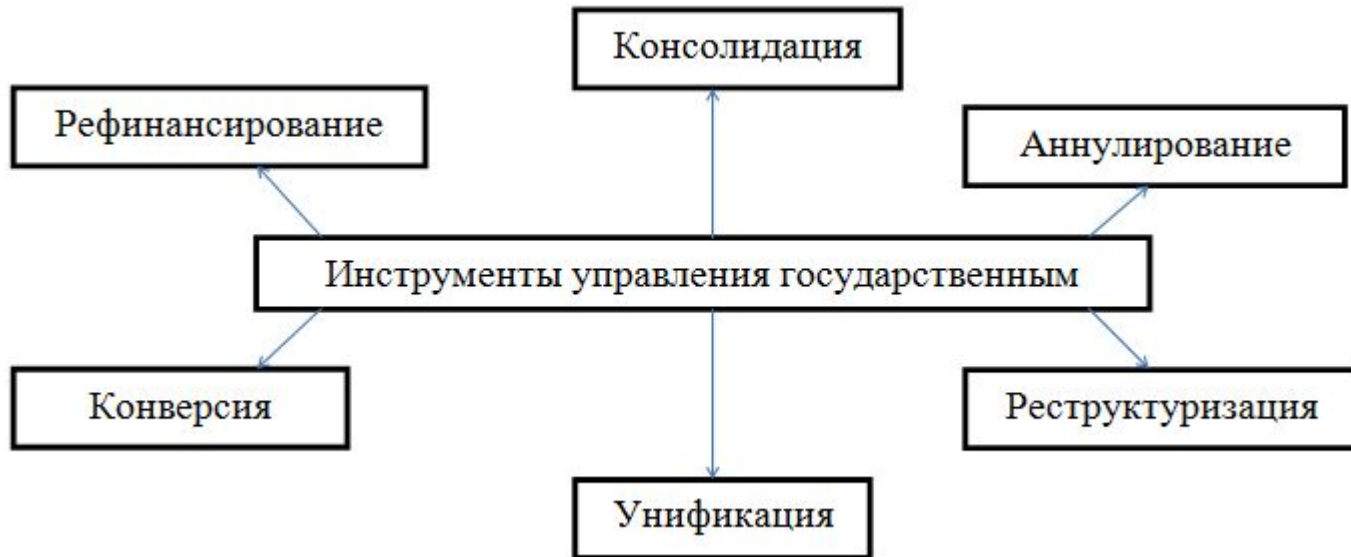 Консолидация
Рефинансирование
Аннулирование
Инструменты управления государственным
Конверсия
Реструктуризация
Унификация